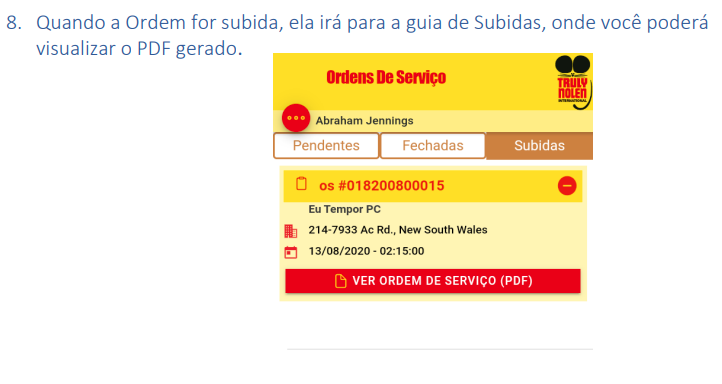 8. Quando a Ordem for subida, ela irá para a guia de Subidas, onde você poderá
visualizar o PDF gerado.
Ordens De Serviço
TRULY
NOLEN
INTERNATIONAL
Abraham Jennings
Pendentes Fechadas Subidas
os #018200800015
Eu Tempor PC
214-7933 Ac Rd., New South Wales
13/08/2020 - 02:15:00
VER ORDEM DE SERVIÇO (PDF)